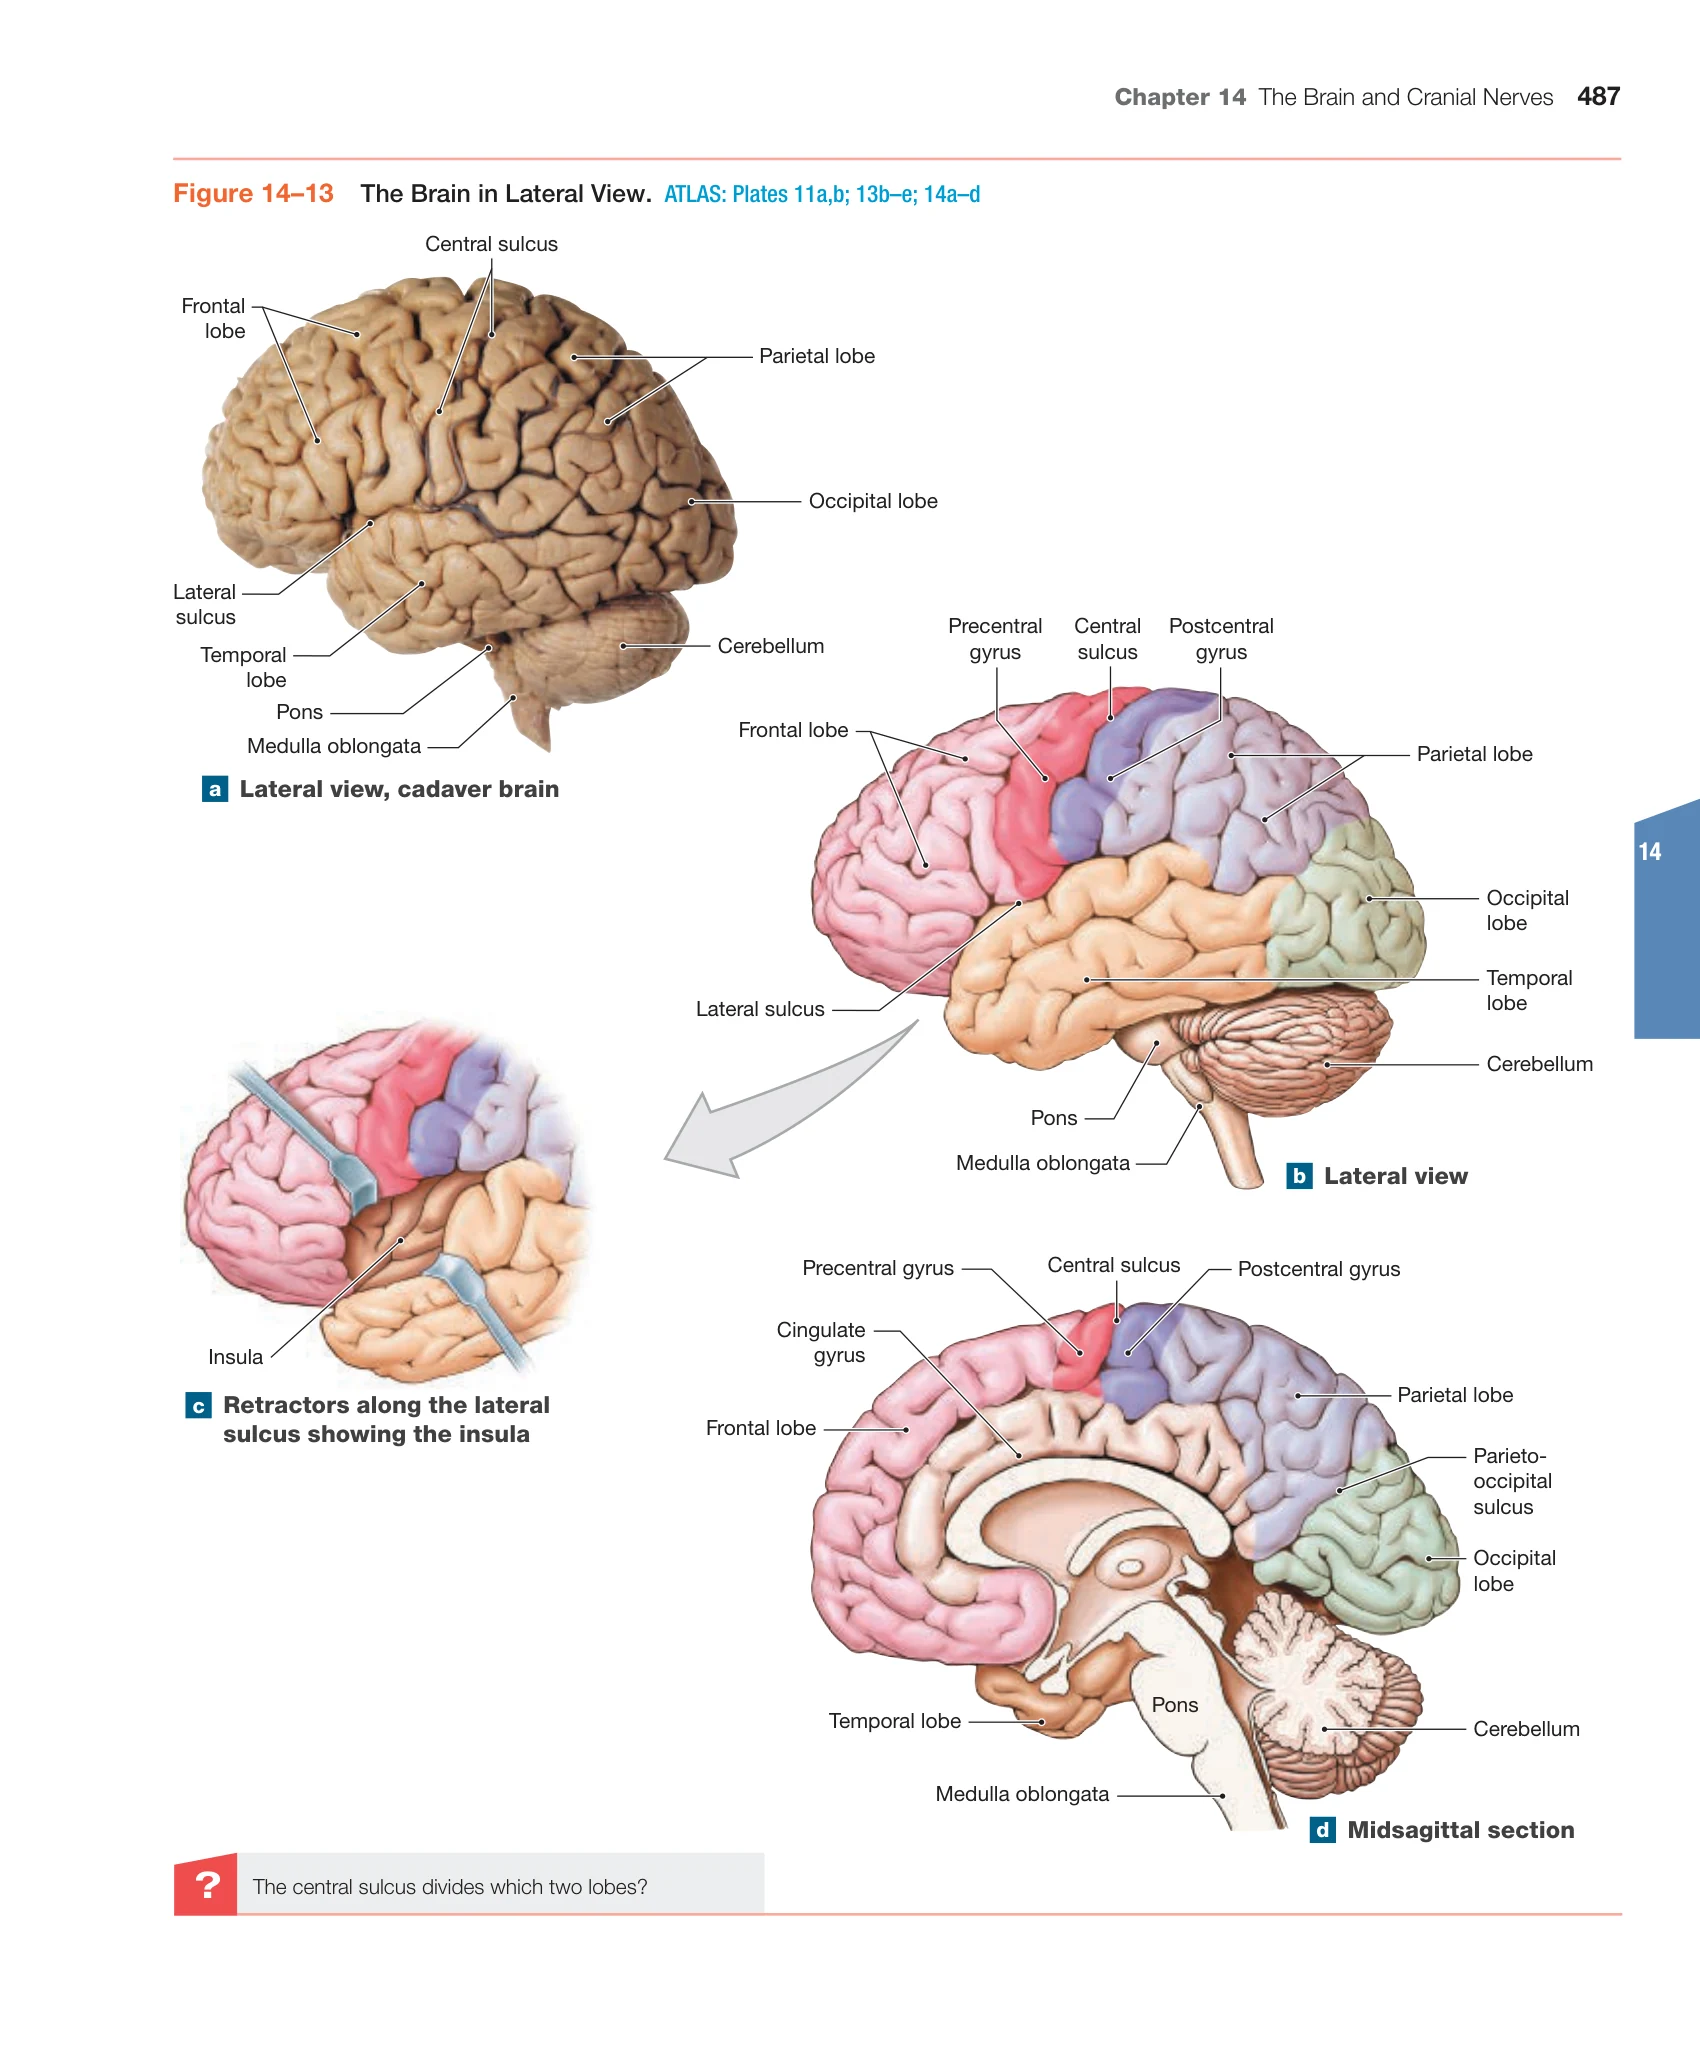 Chapter 14 The Brain and Cranial Nerves 487
Figure 14–13 The Brain in Lateral View. ATLAS: Plates 11a,b; 13b–e; 14a–d
Central sulcus
Frontal
lobe
Parietal lobe
Occipital lobe
Lateral
sulcus
Temporal
lobe
Cerebellum
Pons
Medulla oblongata
a Lateral view, cadaver brain
Precentral
gyrus
Central
sulcus
Postcentral
gyrus
Frontal lobe
Parietal lobe
14
Occipital
lobe
Temporal
lobe
Lateral sulcus
Cerebellum
Pons
Medulla oblongata
b Lateral view
Insula
c Retractors along the lateral
sulcus showing the insula
Precentral gyrus
Central sulcus
Postcentral gyrus
Cingulate
gyrus
Parietal lobe
Frontal lobe
Parieto-
occipital
sulcus
Occipital
lobe
Pons
Temporal lobe
Cerebellum
Medulla oblongata
d Midsagittal section
? The central sulcus divides which two lobes?